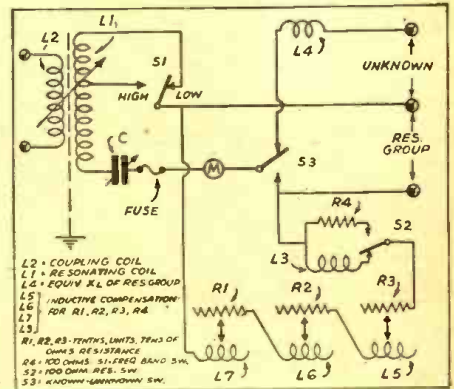 L2 L1
L4
UNKNOWN
S1
HIGH LOW
RES.
GROUP
C
M
S3
FUSE
R4
S2
L3
R1 R2 R3
L7 L6 L5
L2 = COUPLING COIL
L1 = RESONATING COIL
L4 = EQUIV. XL OF RES GROUP
L5
L6 INDUCTIVE COMPENSATION
L7 FOR R1, R2, R3, R4
L3
R1, R2, R3 - TENTHS, UNITS, TENS OF
OHMS RESISTANCE
R4 = 100 OHMS. S1 - FREQ BAND SW.
S2 = 100 OHM RES. SW.
S3 = KNOWN-UNKNOWN SW.